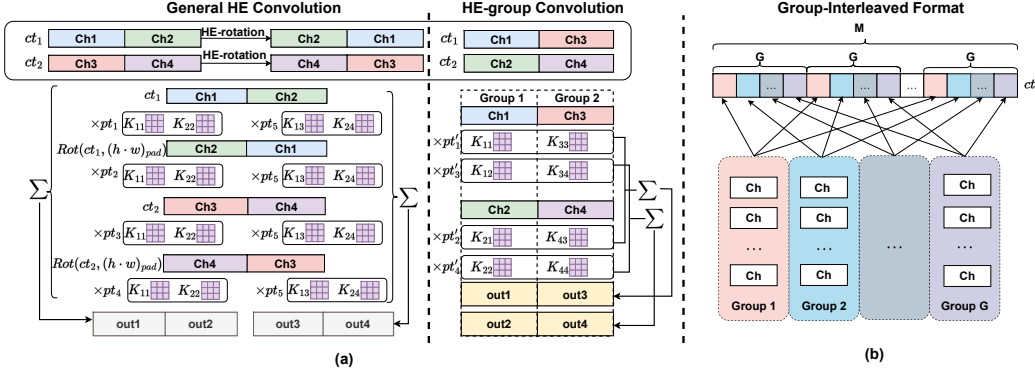 General HE Convolution
HE-group Convolution
Group-Interleaved Format
ct1 Ch1 Ch2 HE-rotation Ch2 Ch1
ct2 Ch3 Ch4 HE-rotation Ch4 Ch3
ct1 Ch1 Ch3
ct2 Ch2 Ch4
ct1 Ch1 Ch2
×pt1 K11 K22 ×pt5 K13 K24
Rot(ct1, (h · w)pad) Ch2 Ch1
×pt2 K11 K22 ×pt5 K13 K24
ct2 Ch3 Ch4
×pt3 K11 K22 ×pt5 K13 K24
Rot(ct2, (h · w)pad) Ch4 Ch3
×pt4 K11 K22 ×pt5 K13 K24
∑ ∑
out1 out2 out3 out4
Group 1 Group 2
Ch1 Ch3
×pt′1 K11 K33
×pt′3 K12 K34
Ch2 Ch4
×pt′2 K21 K43
×pt′4 K22 K44
∑
∑
out1 out3
out2 out4
(a)
M
G G G
... ... ... ... ct
Ch Ch Ch
Ch Ch Ch
... ... ... ...
Ch Ch Ch
Group 1 Group 2 Group G
(b)